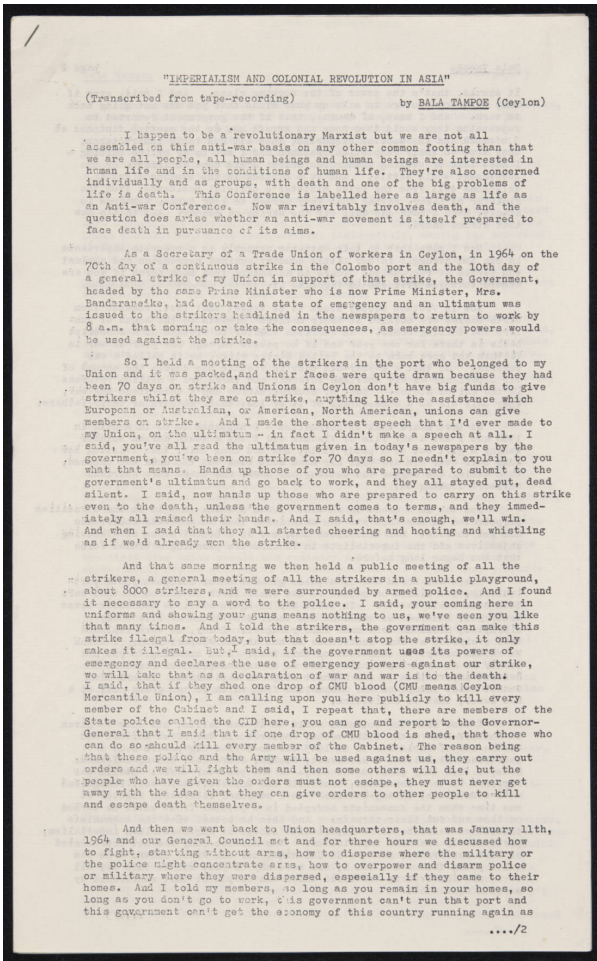 /
"IMPERIALISM AND COLONIAL REVOLUTION IN ASIA"
(Transcribed from tape-recording)
by BALA TAMPOE (Ceylon)
I happen to be a revolutionary Marxist but we are not all
assembled on this anti-war basis on any other common footing than that
we are all people, all human beings and human beings are interested in
human life and in the conditions of human life. They're also concerned
individually and as groups, with death and one of the big problems of
life is death. This Conference is labelled here as large as life as
an Anti-war Conference. Now war inevitably involves death, and the
question does arise whether an anti-war movement is itself prepared to
face death in pursuance of its aims.
As a Secretary of a Trade Union of workers in Ceylon, in 1964 on the
70th day of a continuous strike in the Colombo port and the 10th day of
a general strike of my Union in support of that strike, the Government,
headed by the same Prime Minister who is now Prime Minister, Mrs.
Bandaranaike, had declared a state of emergency and an ultimatum was
issued to the strikers headlined in the newspapers to return to work by
8 a.m. that morning or take the consequences, as emergency powers would
be used against the strike.
So I held a meeting of the strikers in the port who belonged to my
Union and it was packed,and their faces were quite drawn because they had
been 70 days on strike and Unions in Ceylon don't have big funds to give
strikers whilst they are on strike, anything like the assistance which
European or Australian, or American, North American, unions can give
members on strike. And I made the shortest speech that I'd ever made to
my Union, on the ultimatum - in fact I didn't make a speech at all. I
said, you've all read the ultimatum given in today's newspapers by the
government, you've been on strike for 70 days so I needn't explain to you
what that means. Hands up those of you who are prepared to submit to the
government's ultimatum and go back to work, and they all stayed put, dead
silent. I said, now hands up those who are prepared to carry on this strike
even to the death, unless the government comes to terms, and they immed-
iately all raised their hands. And I said, that's enough, we'll win.
And when I said that they all started cheering and hooting and whistling
as if we'd already won the strike.
And that same morning we then held a public meeting of all the
strikers, a general meeting of all the strikers in a public playground,
about 8000 strikers, and we were surrounded by armed police. And I found
it necessary to say a word to the police. I said, your coming here in
uniforms and showing your guns means nothing to us, we've seen you like
that many times. And I told the strikers, the government can make this
strike illegal from today, but that doesn't stop the strike, it only
makes it illegal. But, I said, if the government uses its powers of
emergency and declares the use of emergency powers against our strike,
we will take that as a declaration of war and war is to the death.
I said, that if they shed one drop of CMU blood (CMU means Ceylon
Mercantile Union), I am calling upon you here publicly to kill every
member of the Cabinet and I said, I repeat that, there are members of the
State police called the CID here, you can go and report to the Governor-
General that I said that if one drop of CMU blood is shed, that those who
can do so should kill every member of the Cabinet. The reason being
that these police and the Army will be used against us, they carry out
orders and we will fight them and then some others will die, but the
people who have given the orders must not escape, they must never get
away with the idea that they can give orders to other people to kill
and escape death themselves.
And then we went back to Union headquarters, that was January 11th,
1964 and our General Council met and for three hours we discussed how
to fight, starting without arms, how to disperse where the military or
the police might concentrate arms, how to overpower and disarm police
or military where they were dispersed, especially if they came to their
homes. And I told my members, so long as you remain in your homes, so
long as you don't go to work, this government can't run that port and
this government can't get the economy of this country running again as
..../2